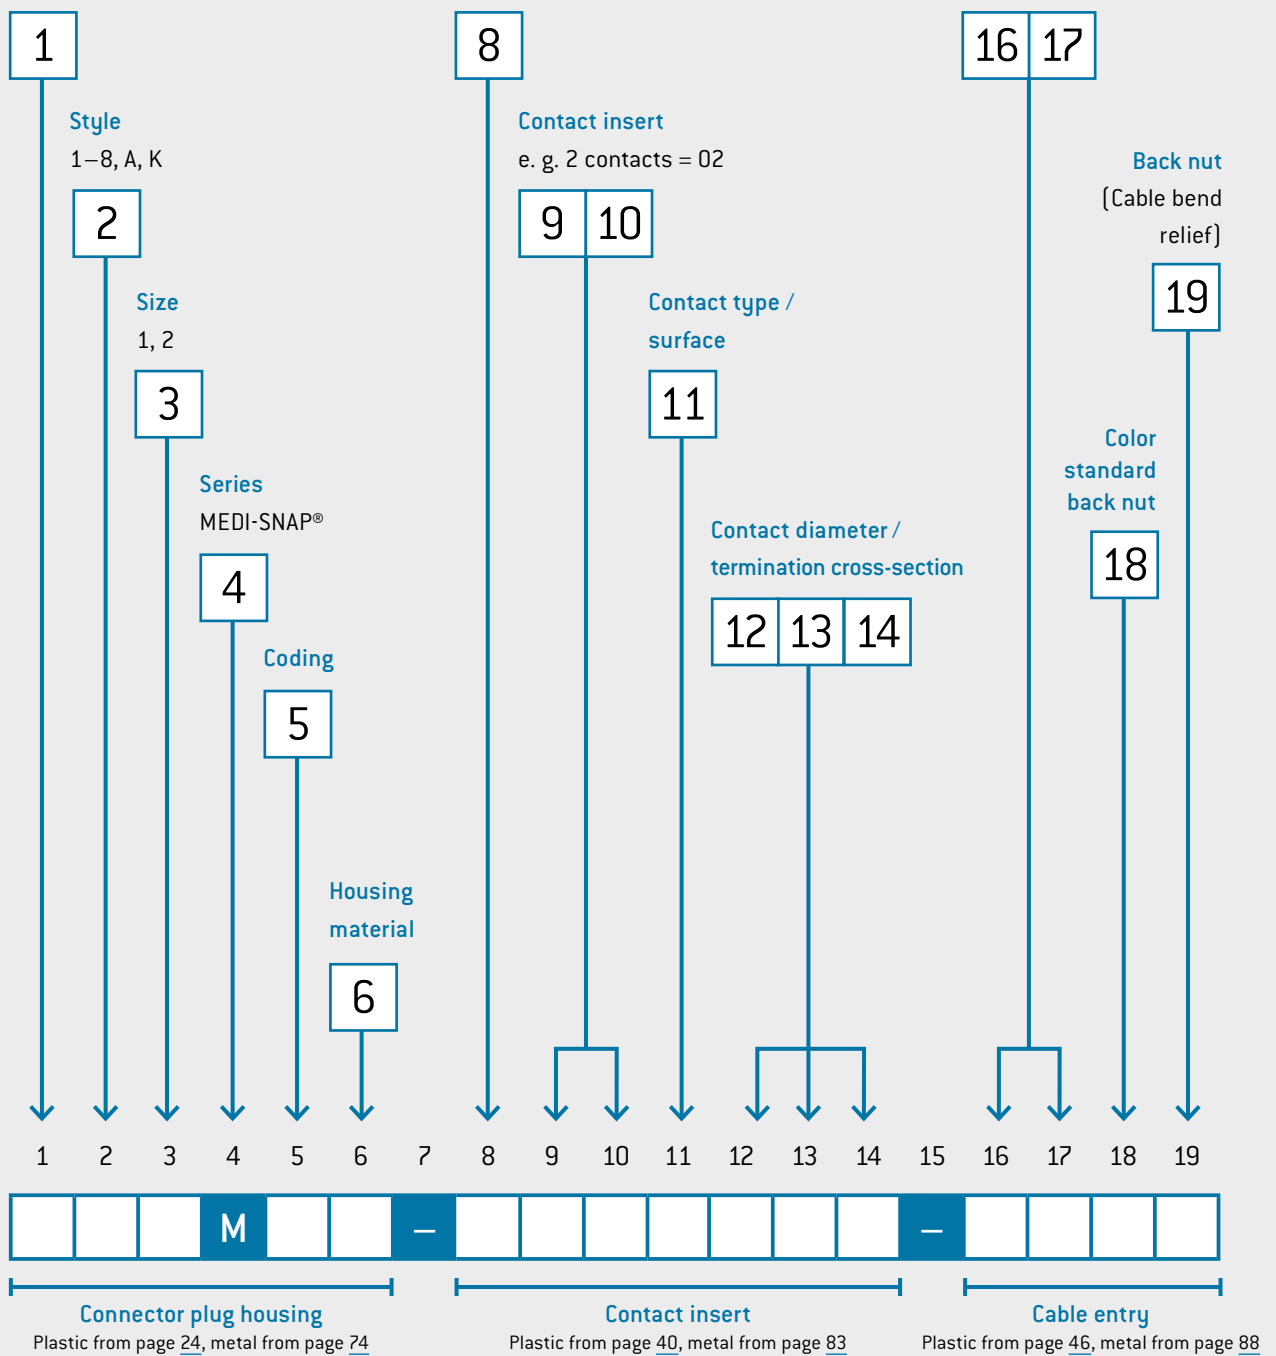 1
8
16 17
Style
1–8, A, K
2
Contact insert
e. g. 2 contacts = 02
9 10
Back nut
(Cable bend
relief)
19
Size
1, 2
3
Contact type /
surface
11
Series
MEDI-SNAP®
4
Color
standard
back nut
18
Contact diameter /
termination cross-section
12 13 14
Coding
5
Housing
material
6
1 2 3 4 5 6 7 8 9 10 11 12 13 14 15 16 17 18 19
M – –
Connector plug housing
Plastic from page 24, metal from page 74
Contact insert
Plastic from page 40, metal from page 83
Cable entry
Plastic from page 46, metal from page 88